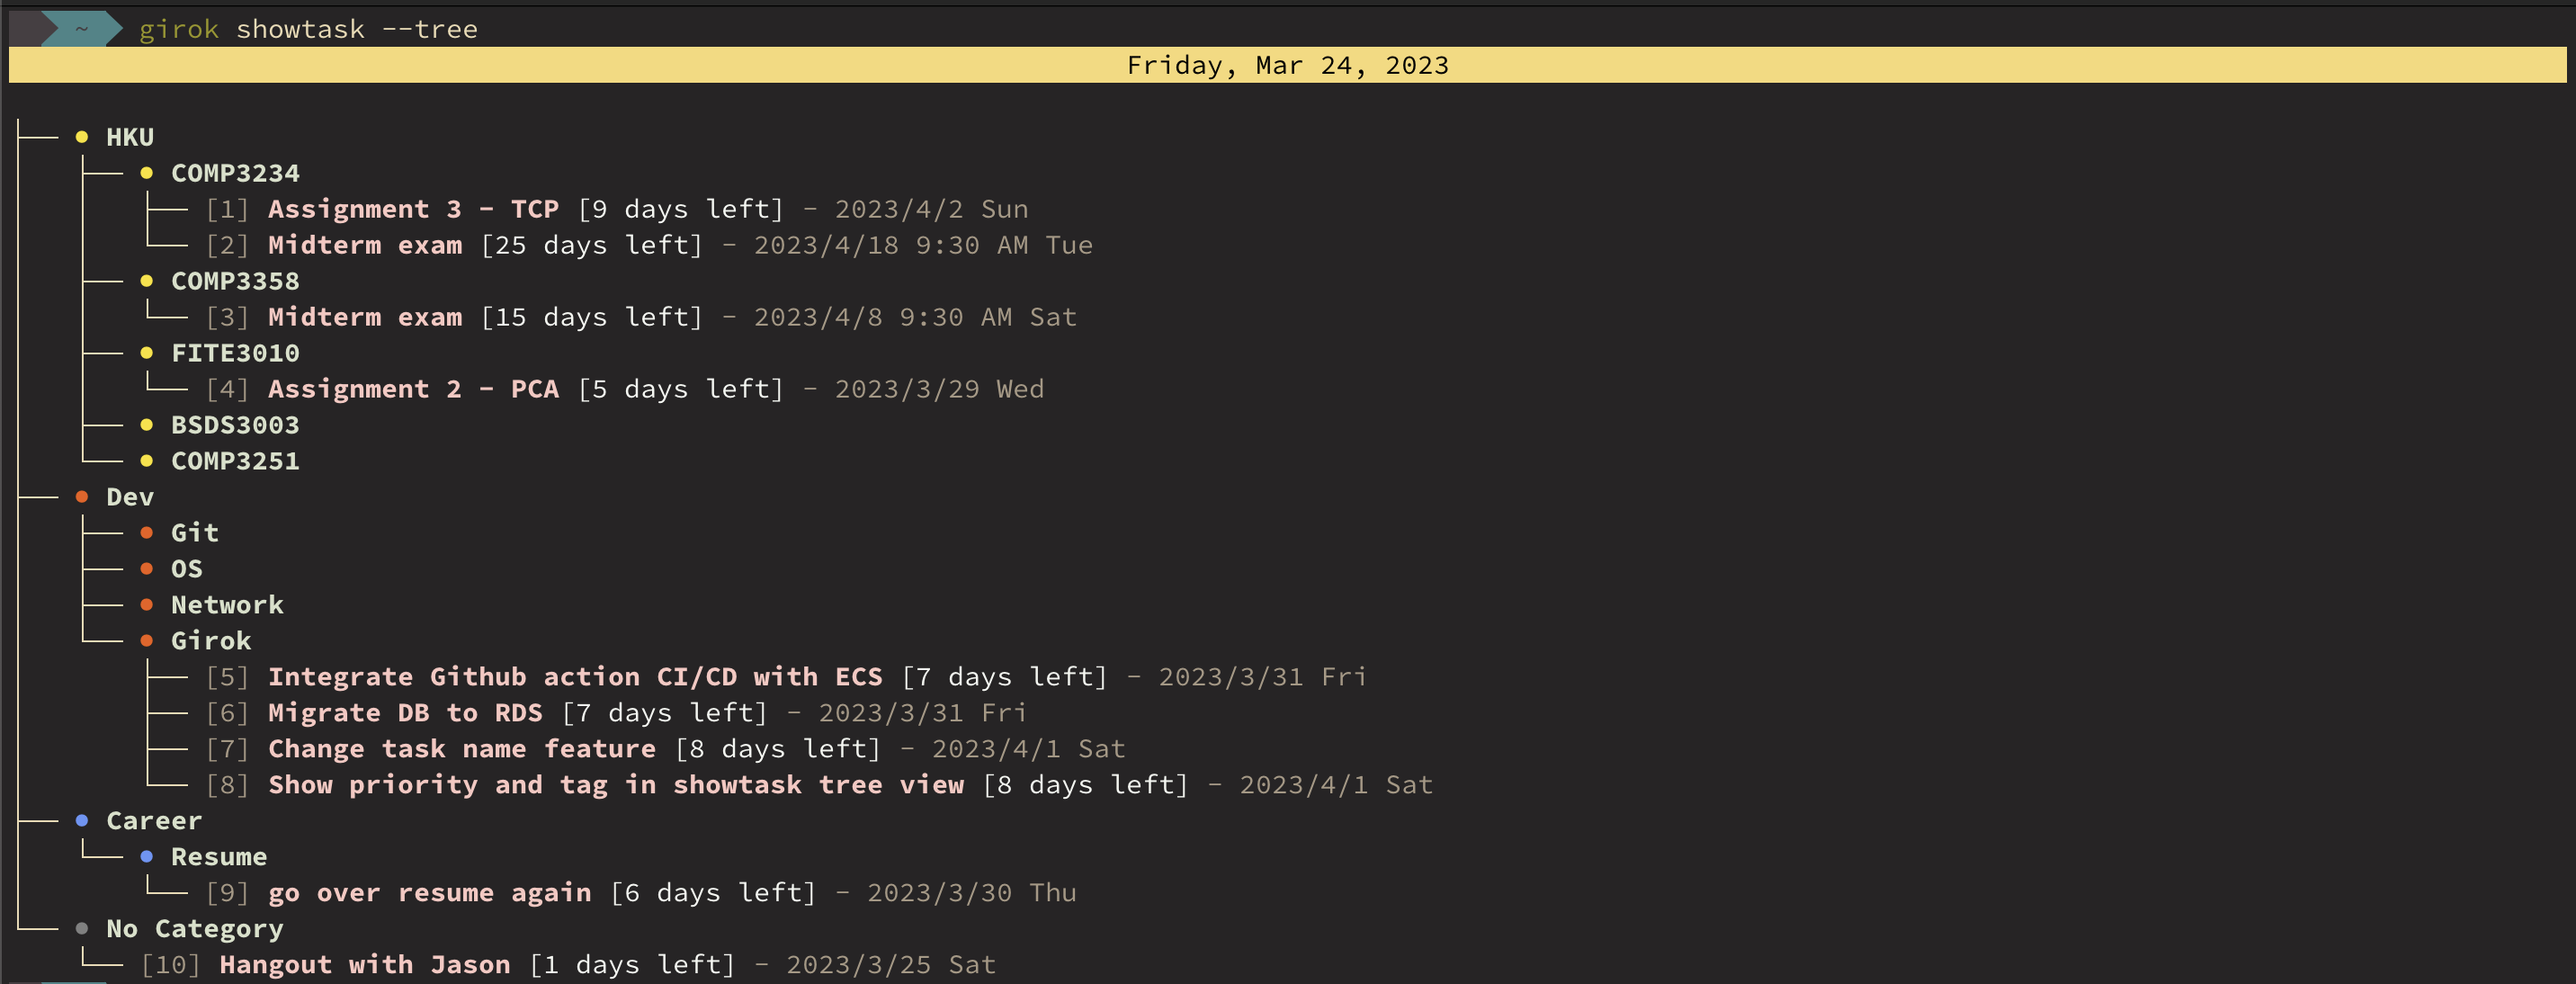 ~ girok showtask --tree
Friday, Mar 24, 2023
HKU
COMP3234
[1] Assignment 3 - TCP [9 days left] - 2023/4/2 Sun
[2] Midterm exam [25 days left] - 2023/4/18 9:30 AM Tue
COMP3358
[3] Midterm exam [15 days left] - 2023/4/8 9:30 AM Sat
FITE3010
[4] Assignment 2 - PCA [5 days left] - 2023/3/29 Wed
BSDS3003
COMP3251
Dev
Git
OS
Network
Girok
[5] Integrate Github action CI/CD with ECS [7 days left] - 2023/3/31 Fri
[6] Migrate DB to RDS [7 days left] - 2023/3/31 Fri
[7] Change task name feature [8 days left] - 2023/4/1 Sat
[8] Show priority and tag in showtask tree view [8 days left] - 2023/4/1 Sat
Career
Resume
[9] go over resume again [6 days left] - 2023/3/30 Thu
No Category
[10] Hangout with Jason [1 days left] - 2023/3/25 Sat